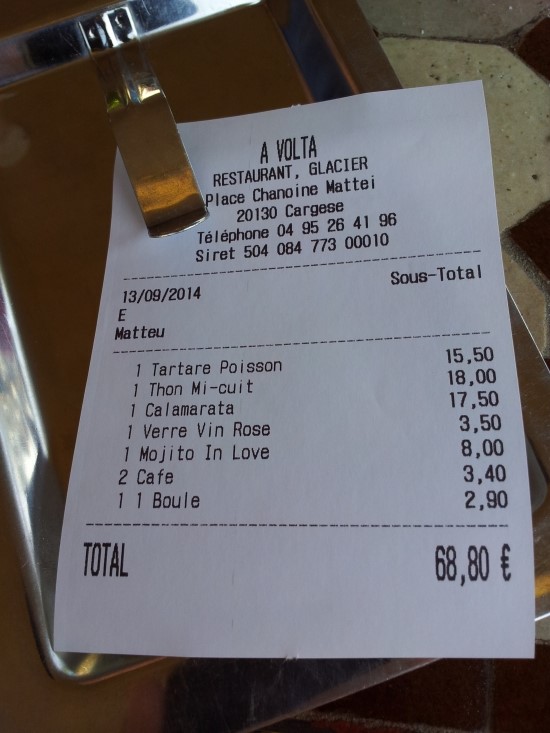 A VOLTA
RESTAURANT, GLACIER
Place Chanoine Mattei
20130 Cargese
Téléphone 04 95 26 41 96
Siret 504 084 773 00010
13/09/2014 Sous-Total
E
Matteu
1 Tartare Poisson 15,50
1 Thon Mi-cuit 18,00
1 Calamarata 17,50
1 Verre Vin Rose 3,50
1 Mojito In Love 8,00
2 Cafe 3,40
1 1 Boule 2,90
TOTAL 68,80 €